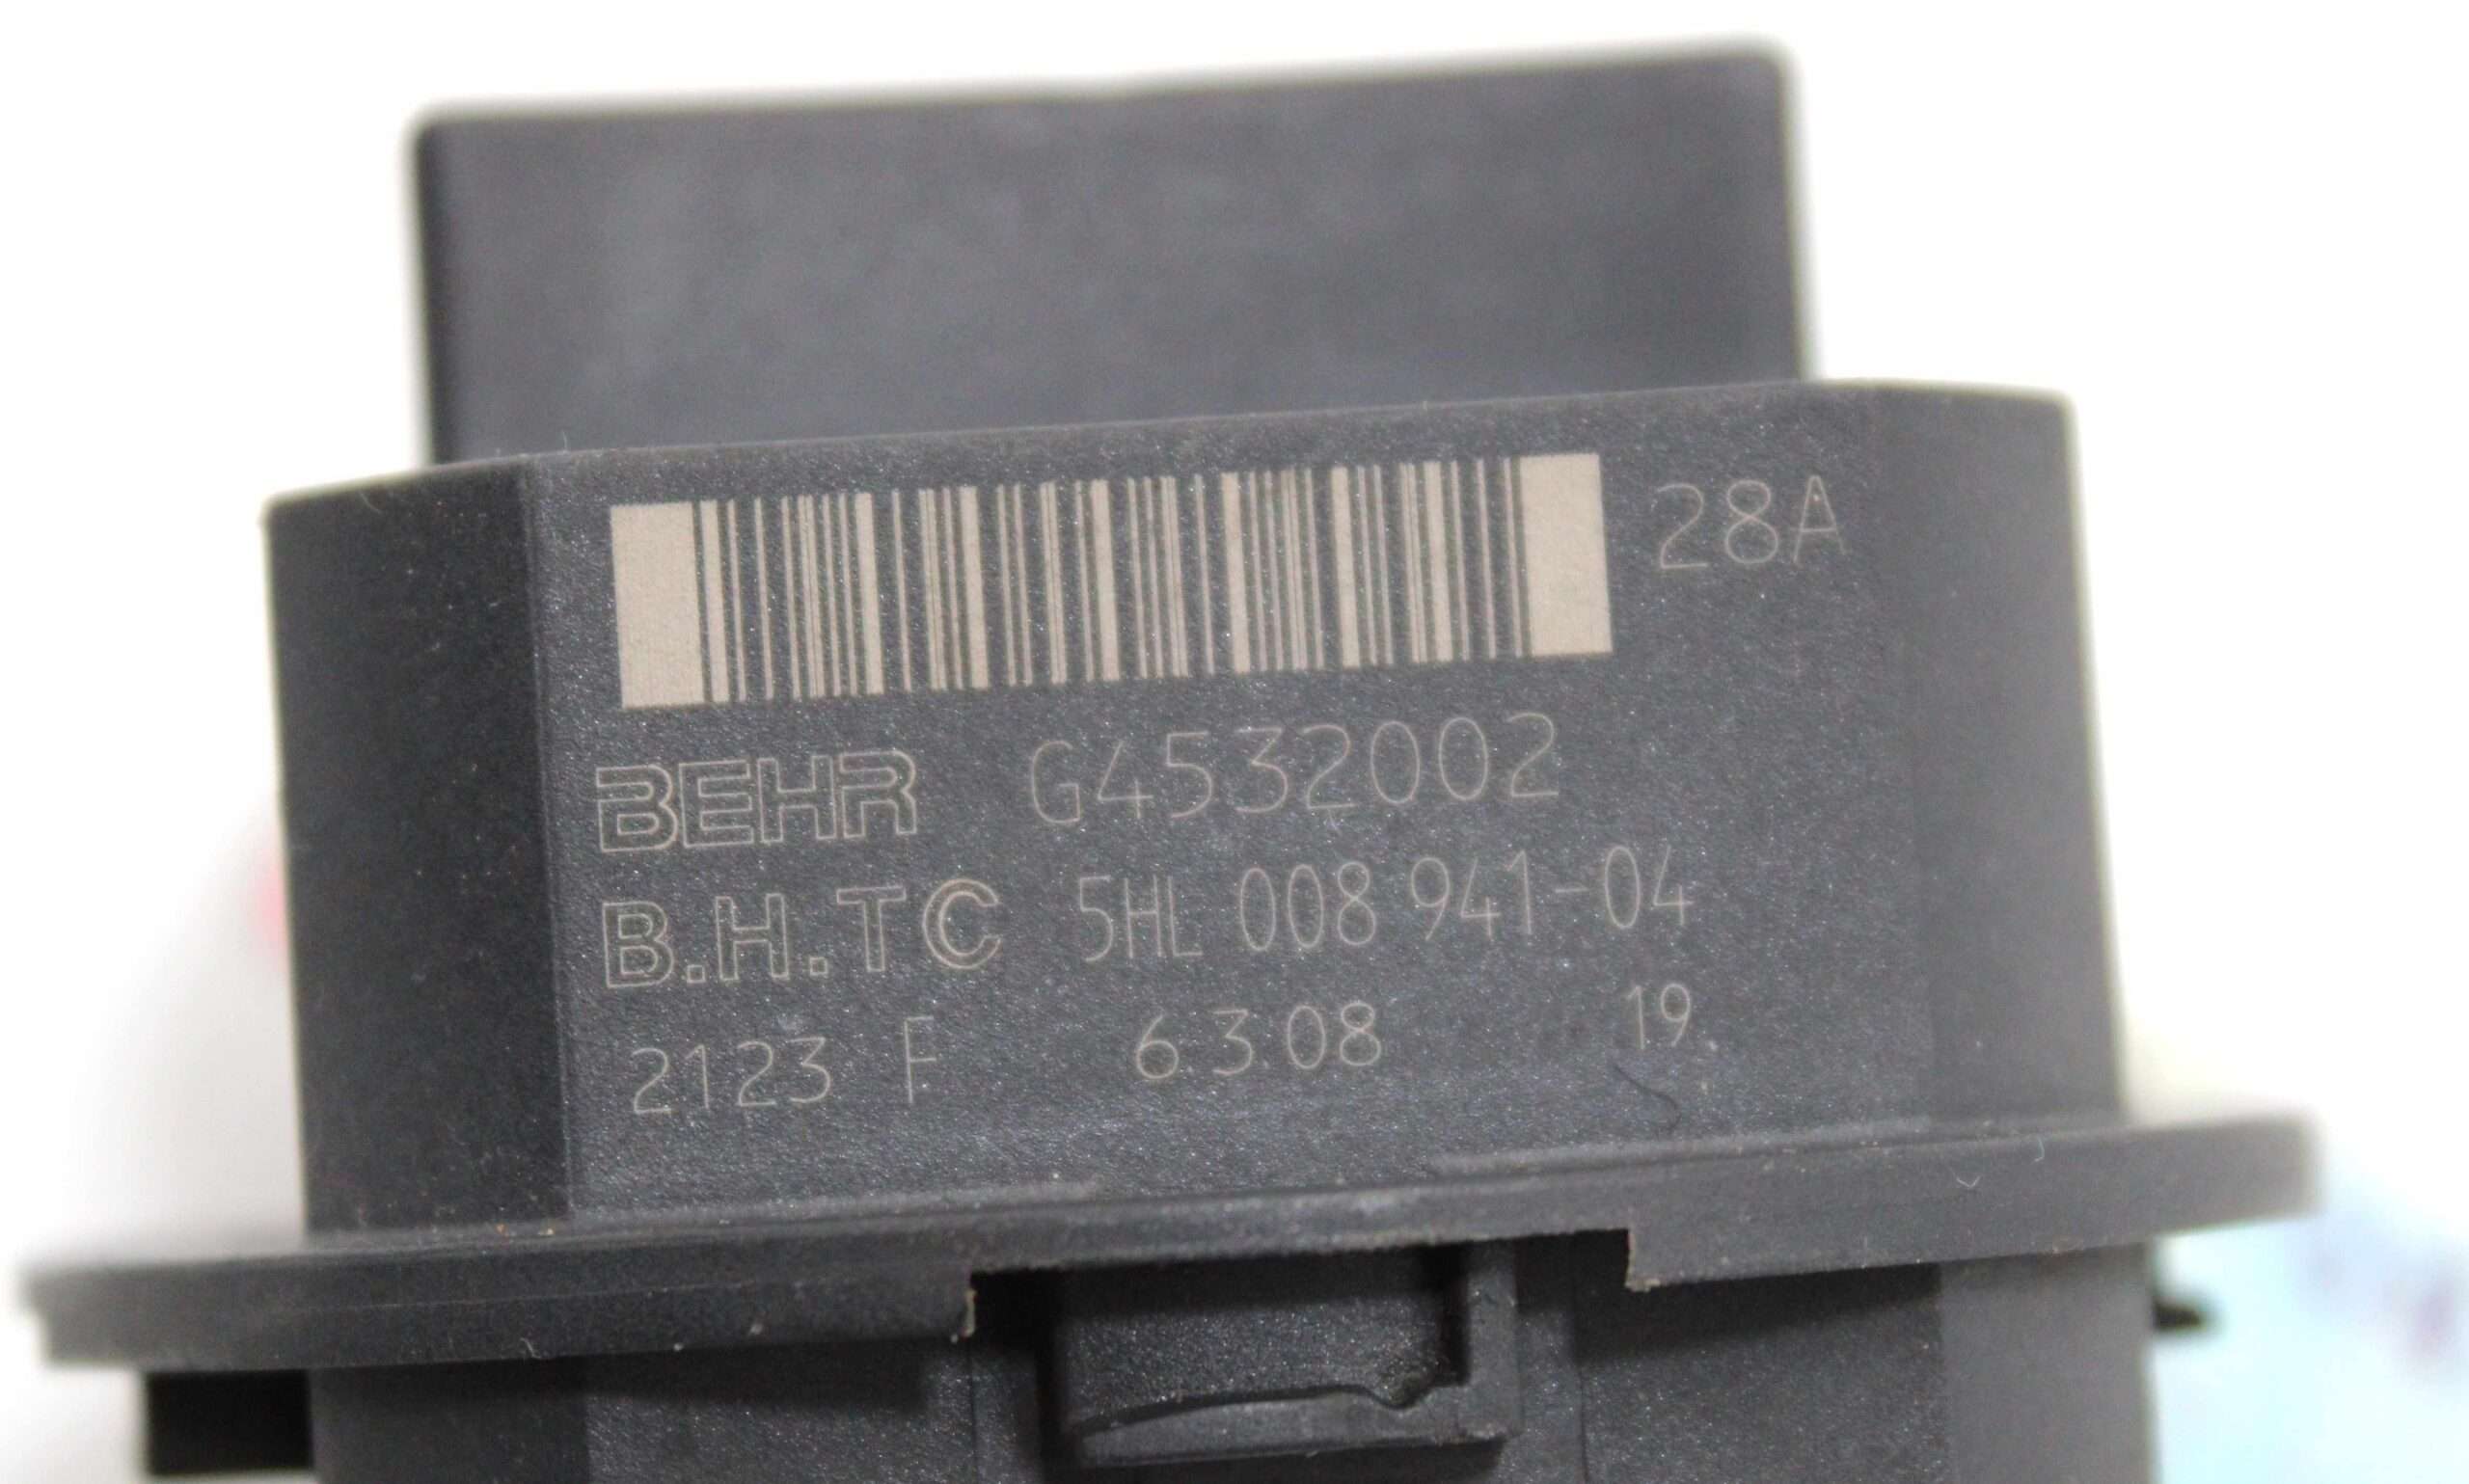 28A
BEHR G4532002
B.H.TC 5HL 008 941-04
2123 F 6.3.08 19